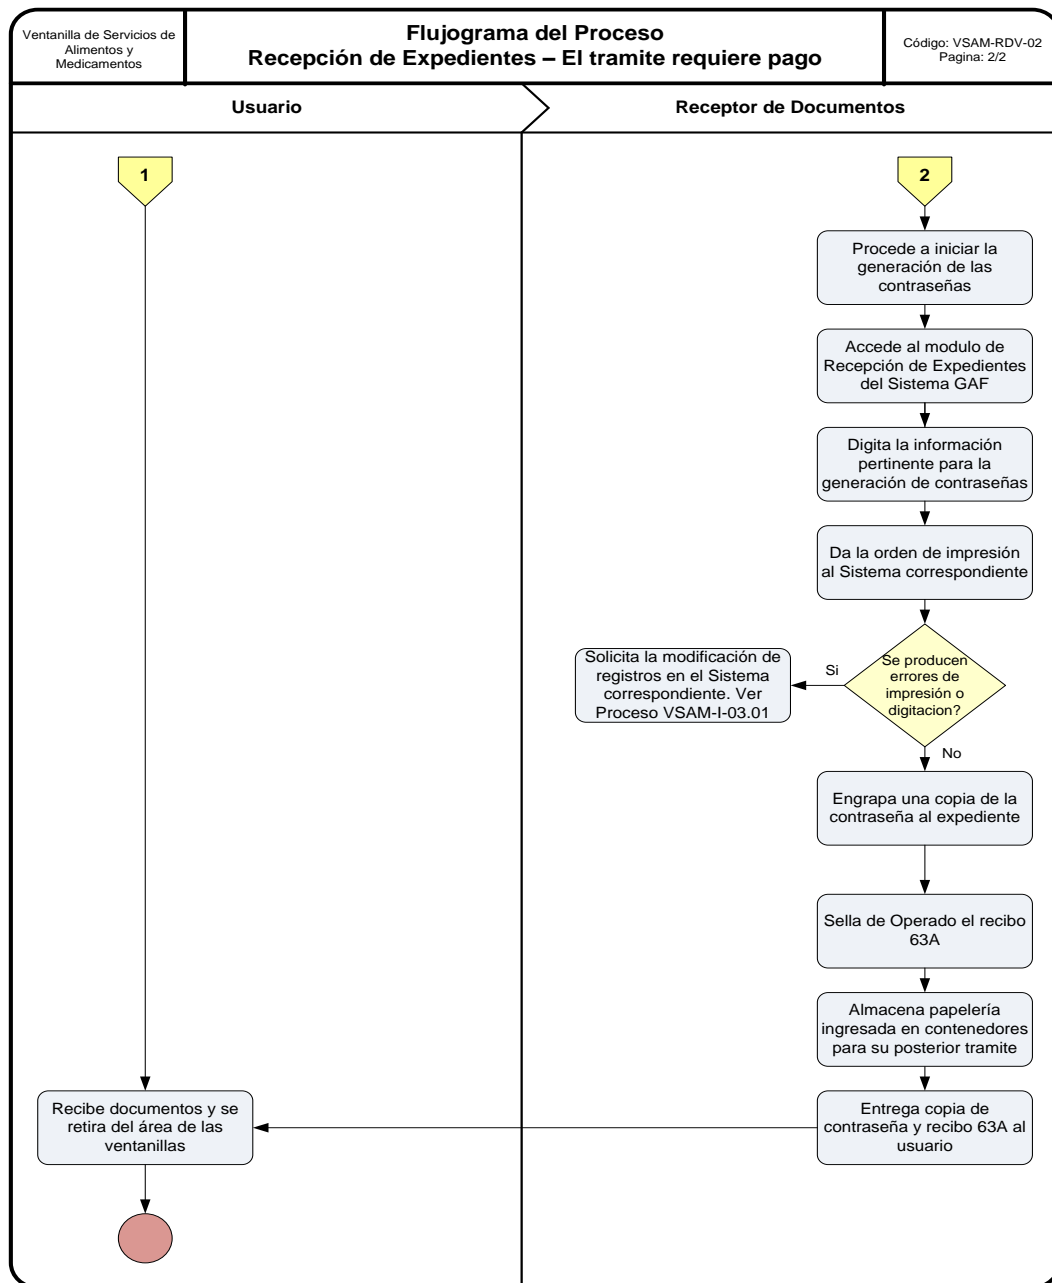 Ventanilla de Servicios de
Alimentos y
Medicamentos
Flujograma del Proceso
Recepción de Expedientes – El tramite requiere pago
Código: VSAM-RDV-02
Pagina: 2/2
Usuario
Receptor de Documentos
1
2
Procede a iniciar la
generación de las
contraseñas
Accede al modulo de
Recepción de Expedientes
del Sistema GAF
Digita la información
pertinente para la
generación de contraseñas
Da la orden de impresión
al Sistema correspondiente
Se producen
errores de
impresión o
digitacion?
Si
Solicita la modificación de
registros en el Sistema
correspondiente. Ver
Proceso VSAM-I-03.01
No
Engrapa una copia de la
contraseña al expediente
Sella de Operado el recibo
63A
Almacena papelería
ingresada en contenedores
para su posterior tramite
Entrega copia de
contraseña y recibo 63A al
usuario
Recibe documentos y se
retira del área de las
ventanillas